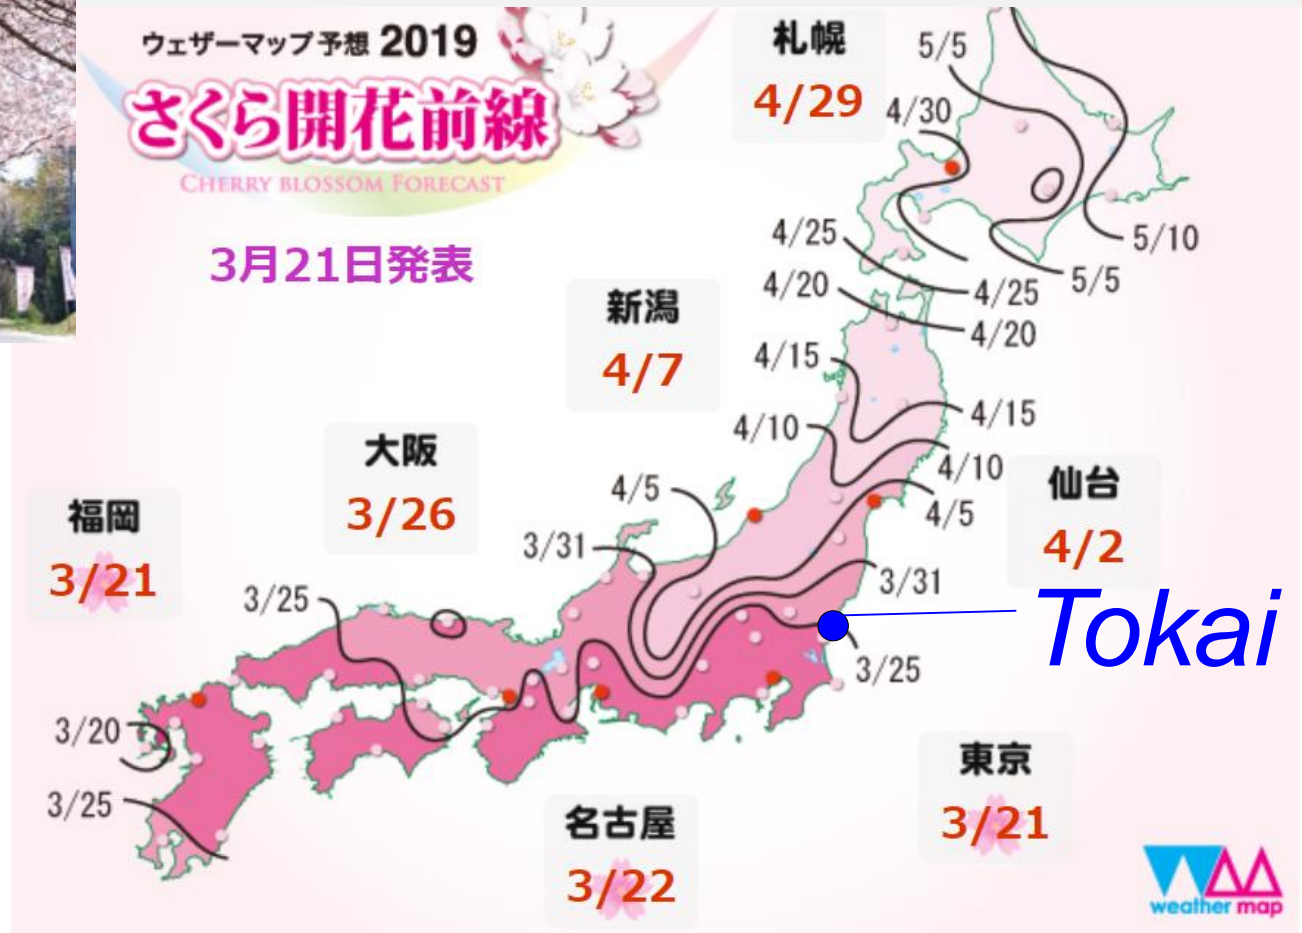 ウェザーマップ予想 2019
さくら開花前線
CHERRY BLOSSOM FORECAST
3月21日発表
札幌
4/29
5/5
4/30
5/10
5/5
4/25
4/25
4/20
4/20
新潟
4/7
4/15
4/15
4/10
4/10
仙台
4/2
4/5
4/5
大阪
3/26
3/31
3/31
福岡
3/21
3/25
Tokai
3/25
3/20
3/25
東京
3/21
名古屋
3/22
weather map